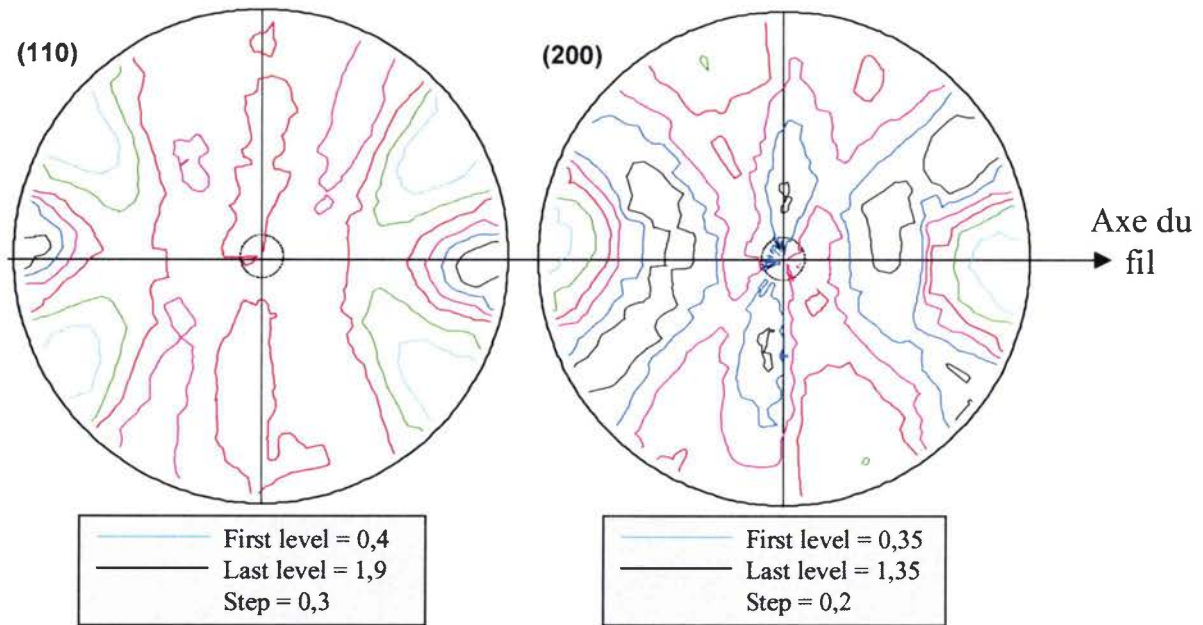 (110)
(200)
Axe du
fil
First level = 0,4
Last level = 1,9
Step = 0,3
First level = 0,35
Last level = 1,35
Step = 0,2